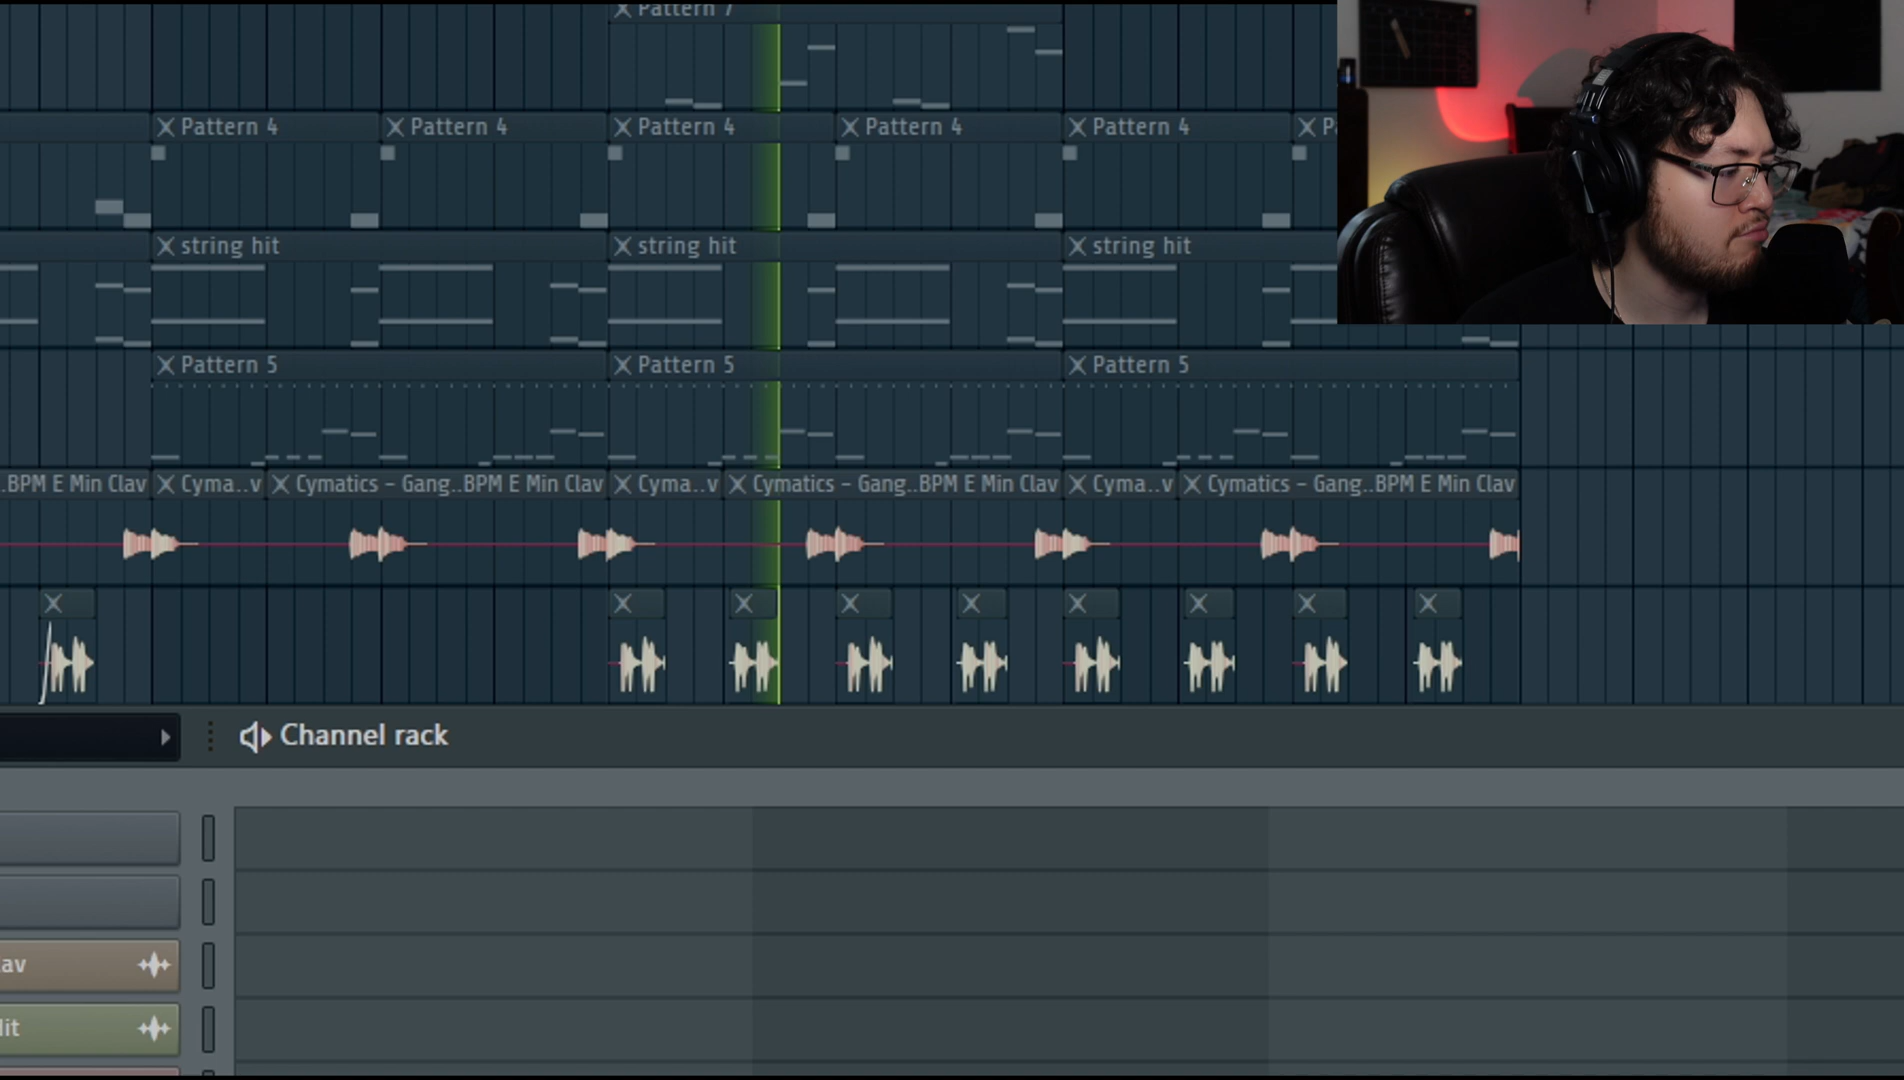 Pattern 7
Pattern 4 Pattern 4 Pattern 4 Pattern 4 Pattern 4
string hit string hit string hit
Pattern 5 Pattern 5 Pattern 5
.BPM E Min Clav Cyma..v Cymatics - Gang..BPM E Min Clav Cyma..v Cymatics - Gang..BPM E Min Clav Cyma..v Cymatics - Gang..BPM E Min Clav
Channel rack
av
lit